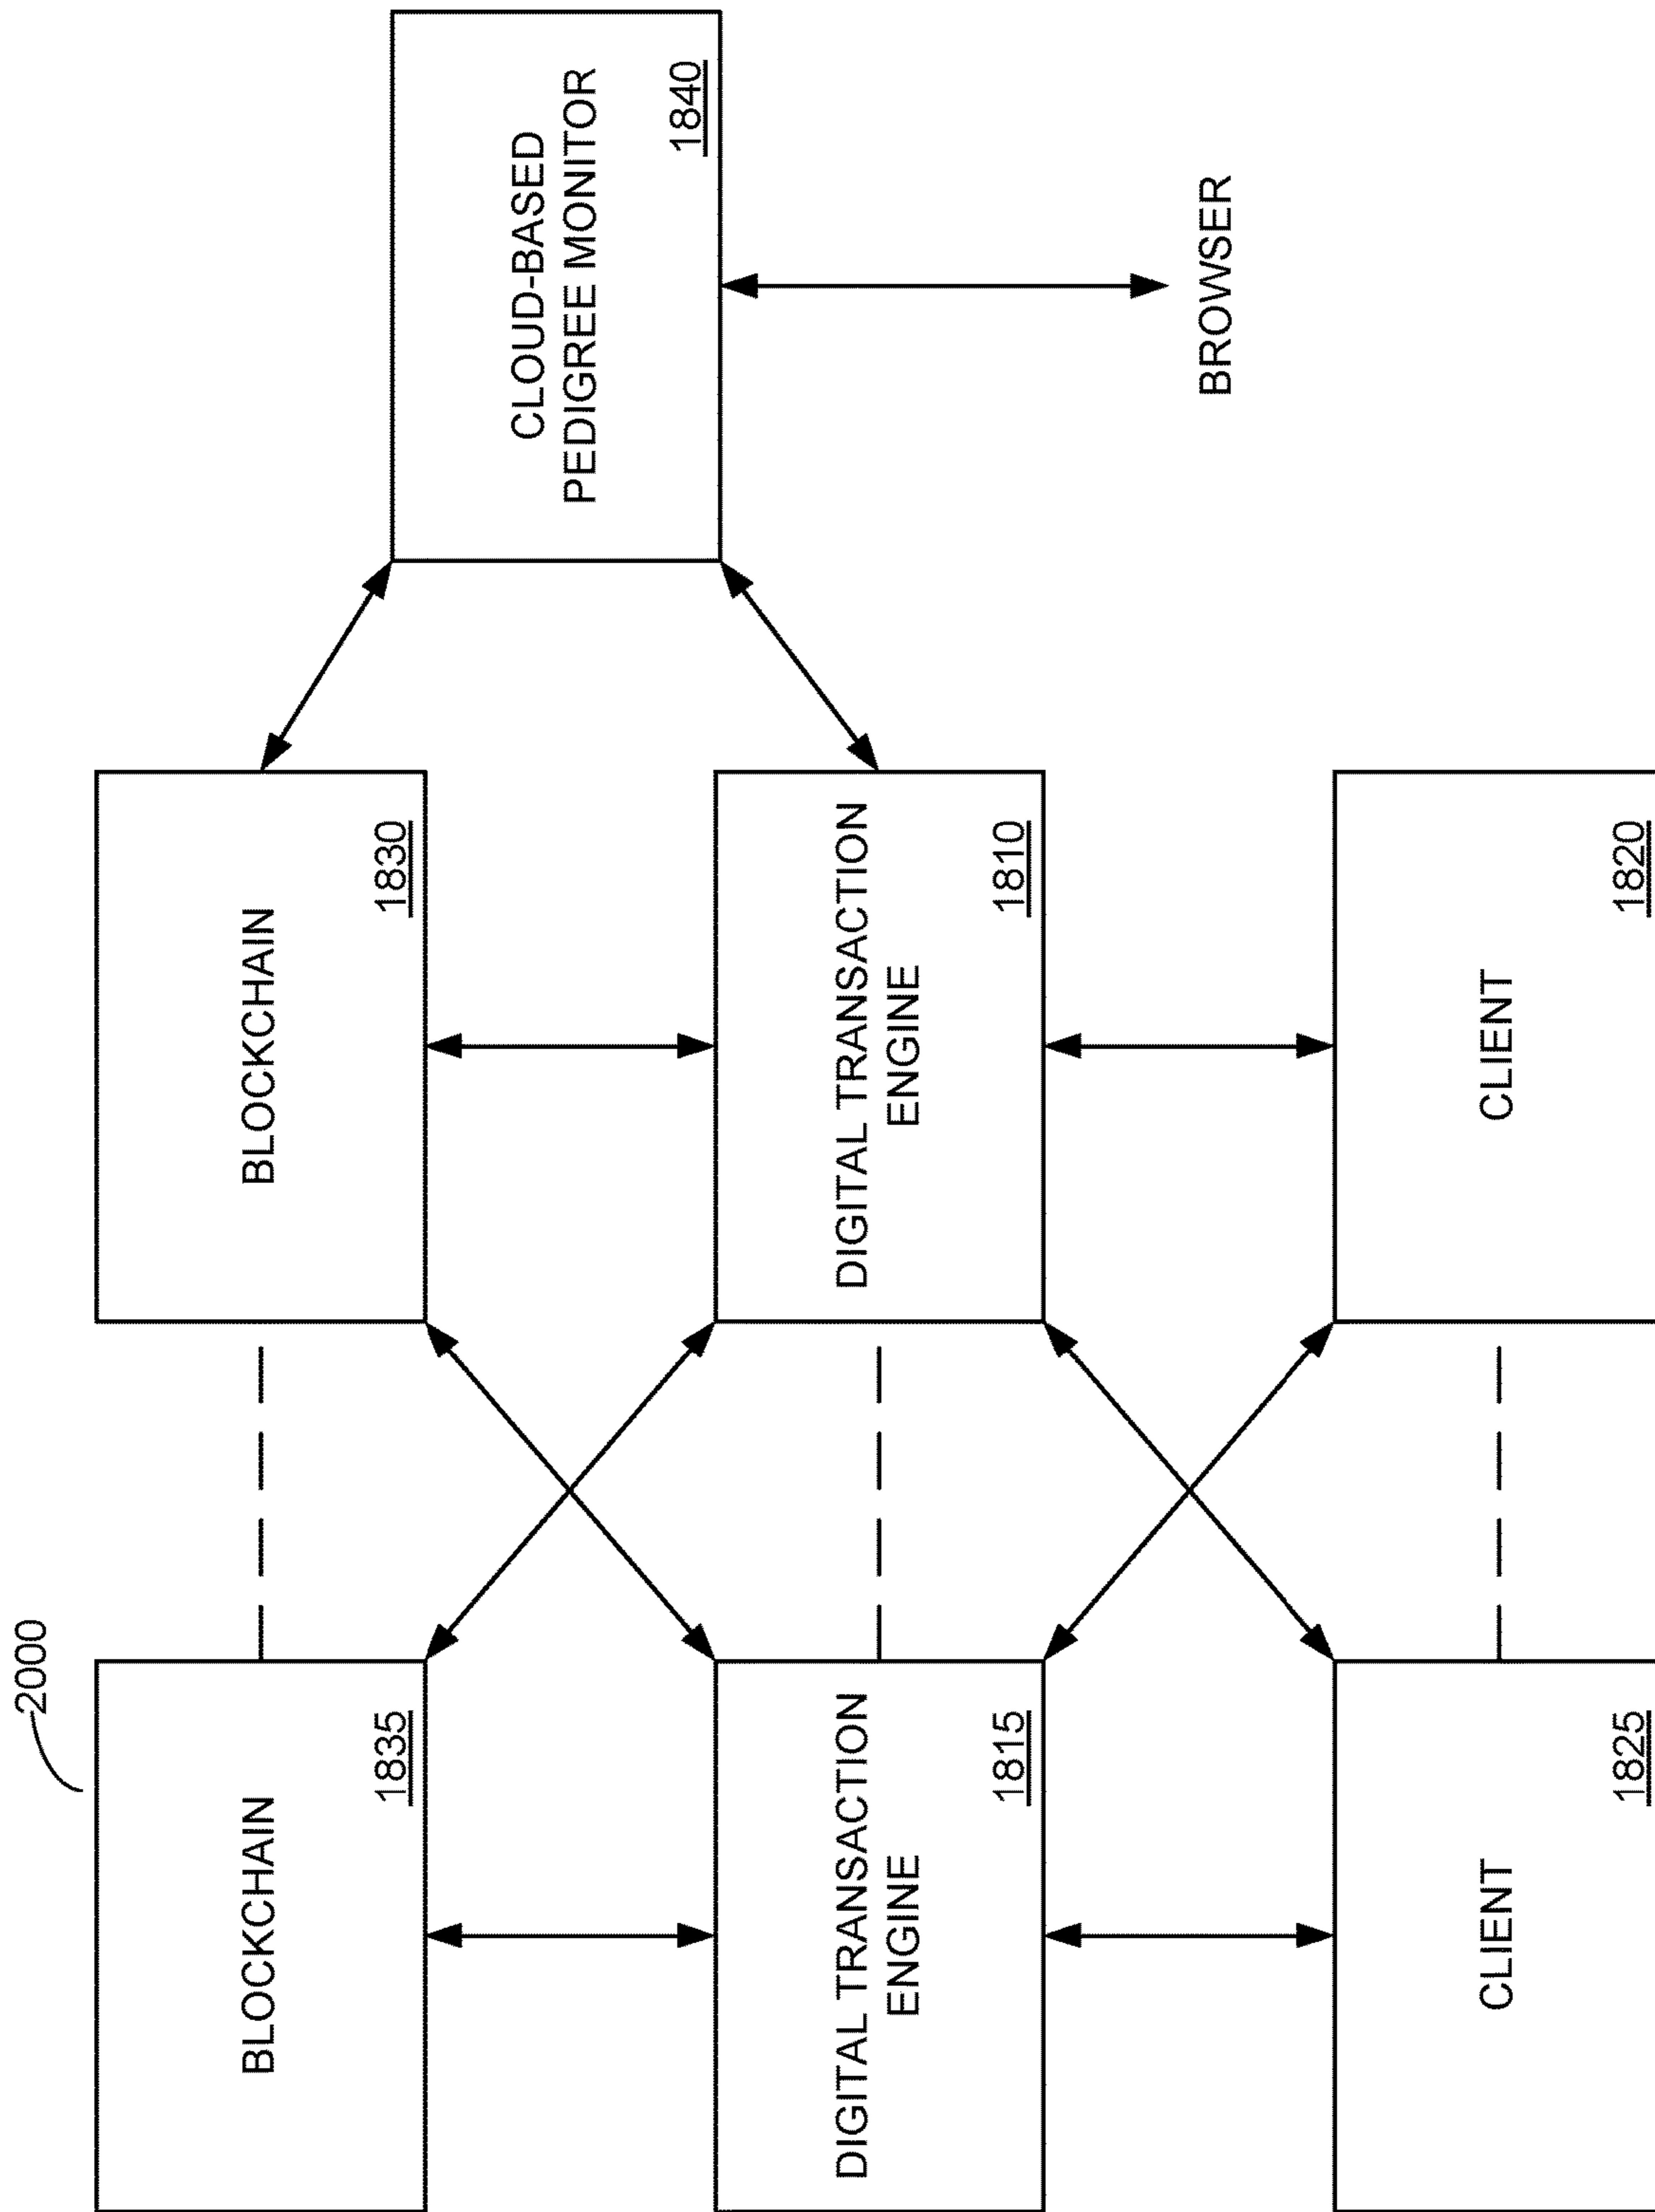 2000
BLOCKCHAIN
1835
BLOCKCHAIN
1830
CLOUD-BASED
PEDIGREE MONITOR
1840
DIGITAL TRANSACTION
ENGINE
1815
DIGITAL TRANSACTION
ENGINE
1810
BROWSER
CLIENT
1825
CLIENT
1820